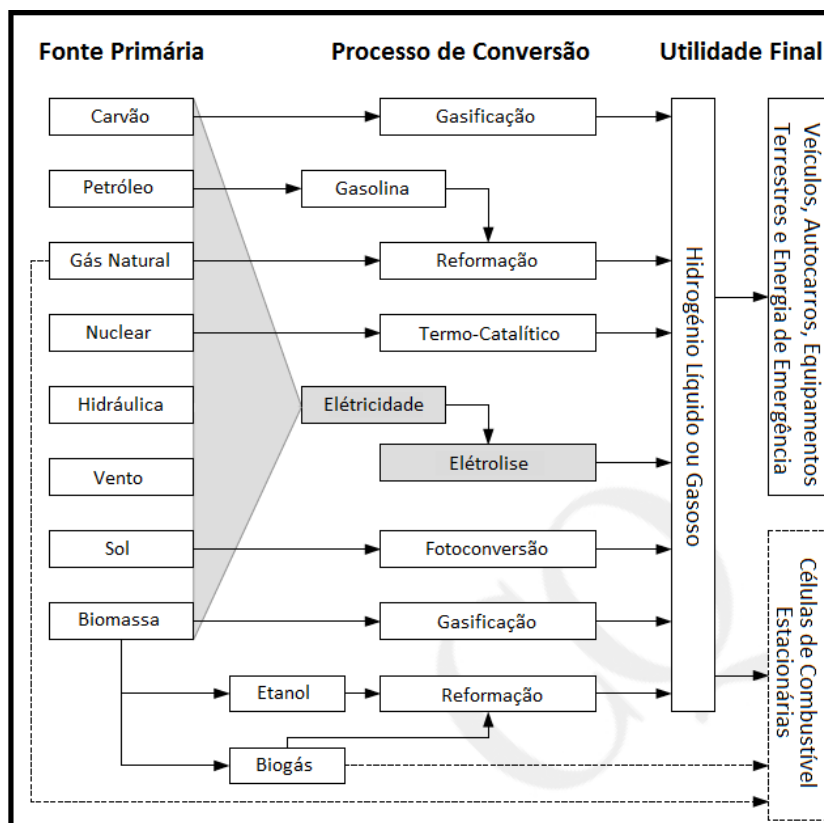 Fonte Primária
Processo de Conversão
Utilidade Final
Carvão
Gasificação
Petróleo
Gasolina
Gás Natural
Reformação
Nuclear
Termo-Catalítico
Hidráulica
Elétricidade
Vento
Elétrolise
Sol
Fotoconversão
Biomassa
Gasificação
Etanol
Reformação
Biogás
Hidrogénio Líquido ou Gasoso
Veículos, Autocarros, Equipamentos
Terrestres e Energia de Emergência
Células de Combustível
Estacionárias
CQ